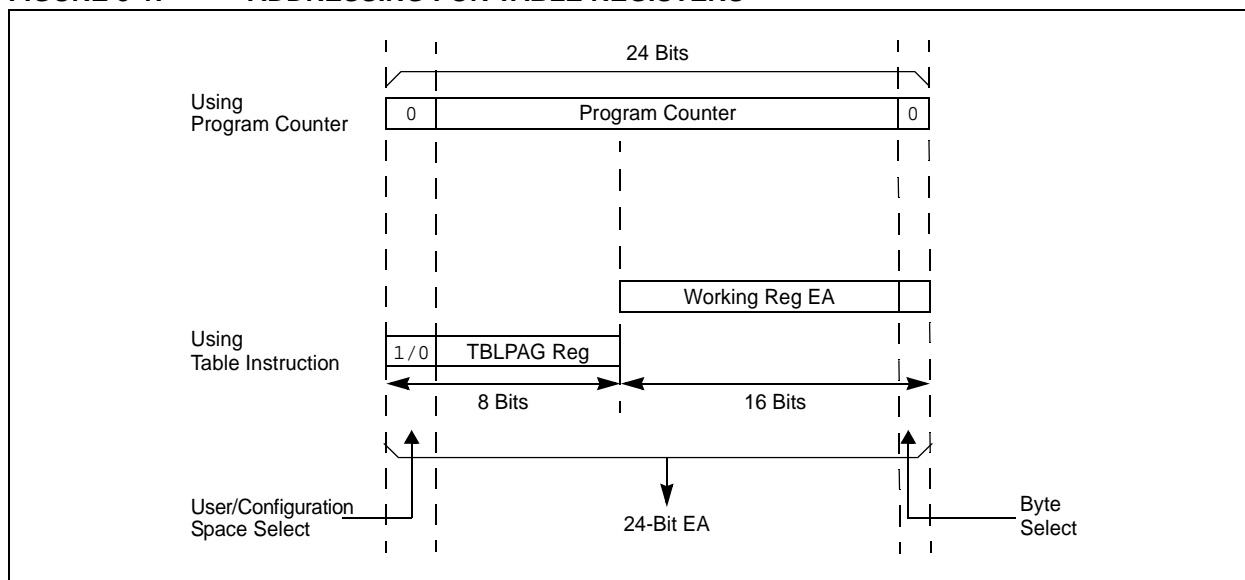 24 Bits
Using
Program Counter
0 Program Counter 0
Working Reg EA
Using
Table Instruction
1/0 TBLPAG Reg
8 Bits 16 Bits
User/Configuration
Space Select
24-Bit EA
Byte
Select